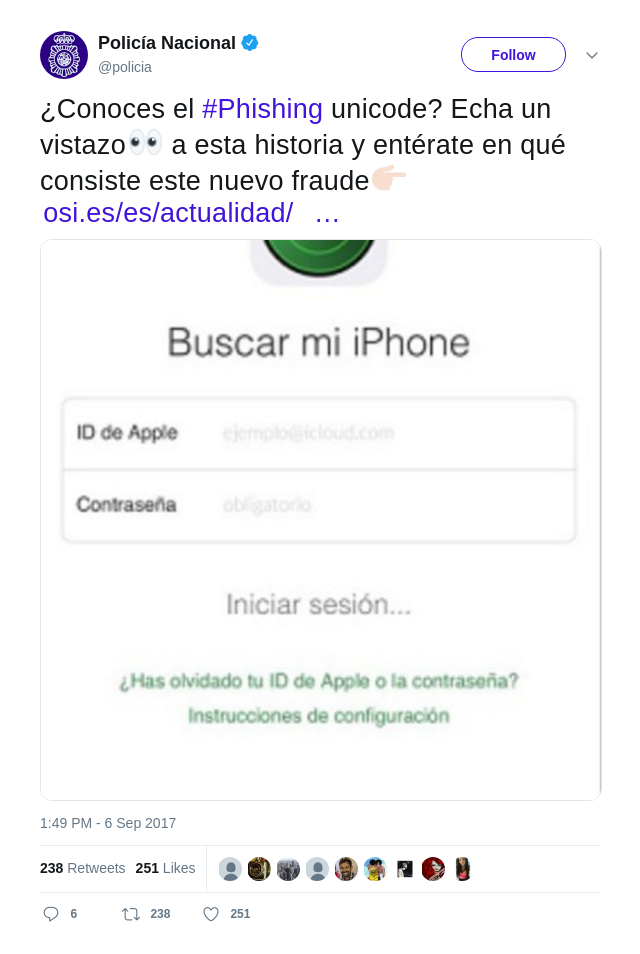 Policía Nacional
@policia
Follow
¿Conoces el #Phishing unicode? Echa un
vistazo👀 a esta historia y entérate en qué
consiste este nuevo fraude👉🏻
osi.es/es/actualidad/ …
Buscar mi iPhone
ID de Apple ejemplo@icloud.com
Contraseña obligatorio
Iniciar sesión...
¿Has olvidado tu ID de Apple o la contraseña?
Instrucciones de configuración
1:49 PM - 6 Sep 2017
238 Retweets 251 Likes
6 238 251